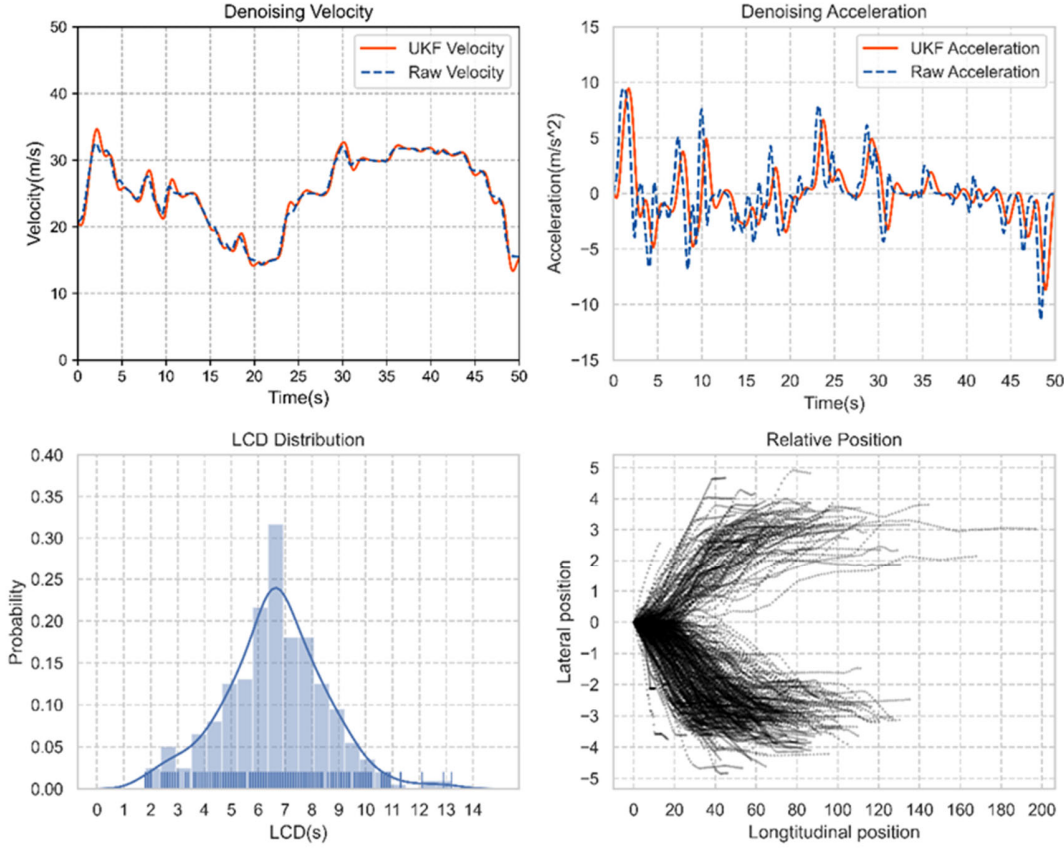 Denoising Velocity
50
40
30
20
10
0
Velocity(m/s)
UKF Velocity
Raw Velocity
0 5 10 15 20 25 30 35 40 45 50
Time(s)
Denoising Acceleration
15
10
5
0
−5
−10
−15
Acceleration(m/s^2)
UKF Acceleration
Raw Acceleration
0 5 10 15 20 25 30 35 40 45 50
Time(s)
LCD Distribution
0.40
0.35
0.30
0.25
0.20
0.15
0.10
0.05
0.00
Probability
0 1 2 3 4 5 6 7 8 9 10 11 12 13 14
LCD(s)
Relative Position
5
4
3
2
1
0
−1
−2
−3
−4
−5
Lateral position
0 20 40 60 80 100 120 140 160 180 200
Longtitudinal position